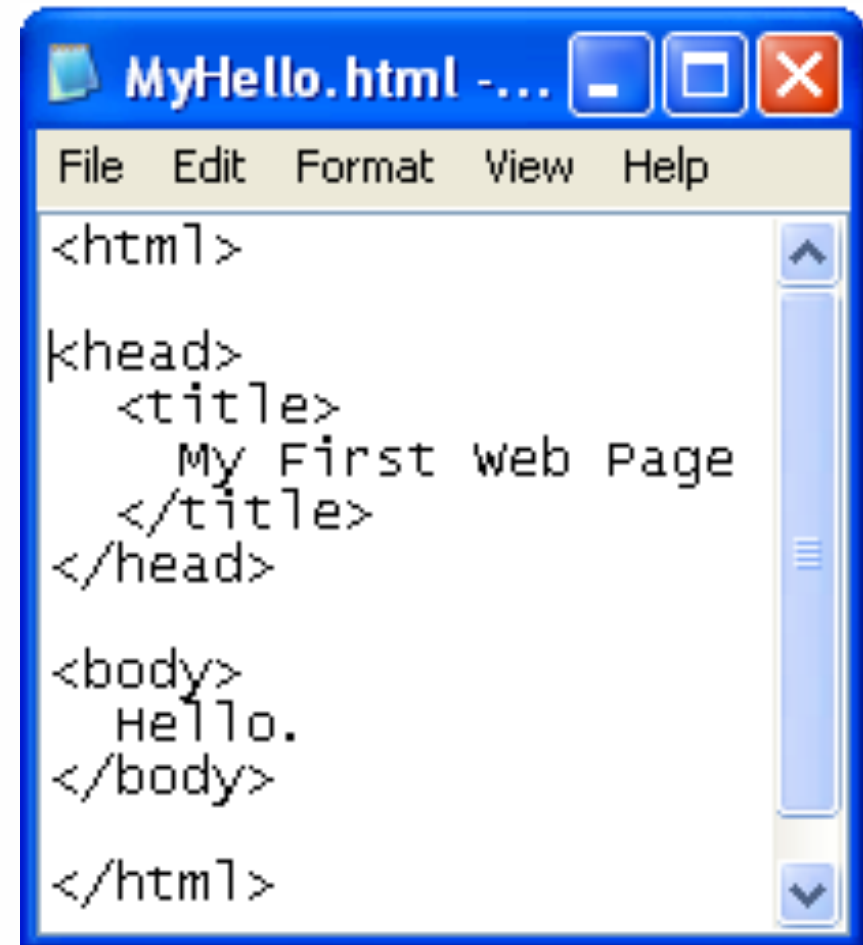 MyHello.html -...
File Edit Format View Help
<html>
<head>
<title>
My First Web Page
</title>
</head>
<body>
Hello.
</body>
</html>